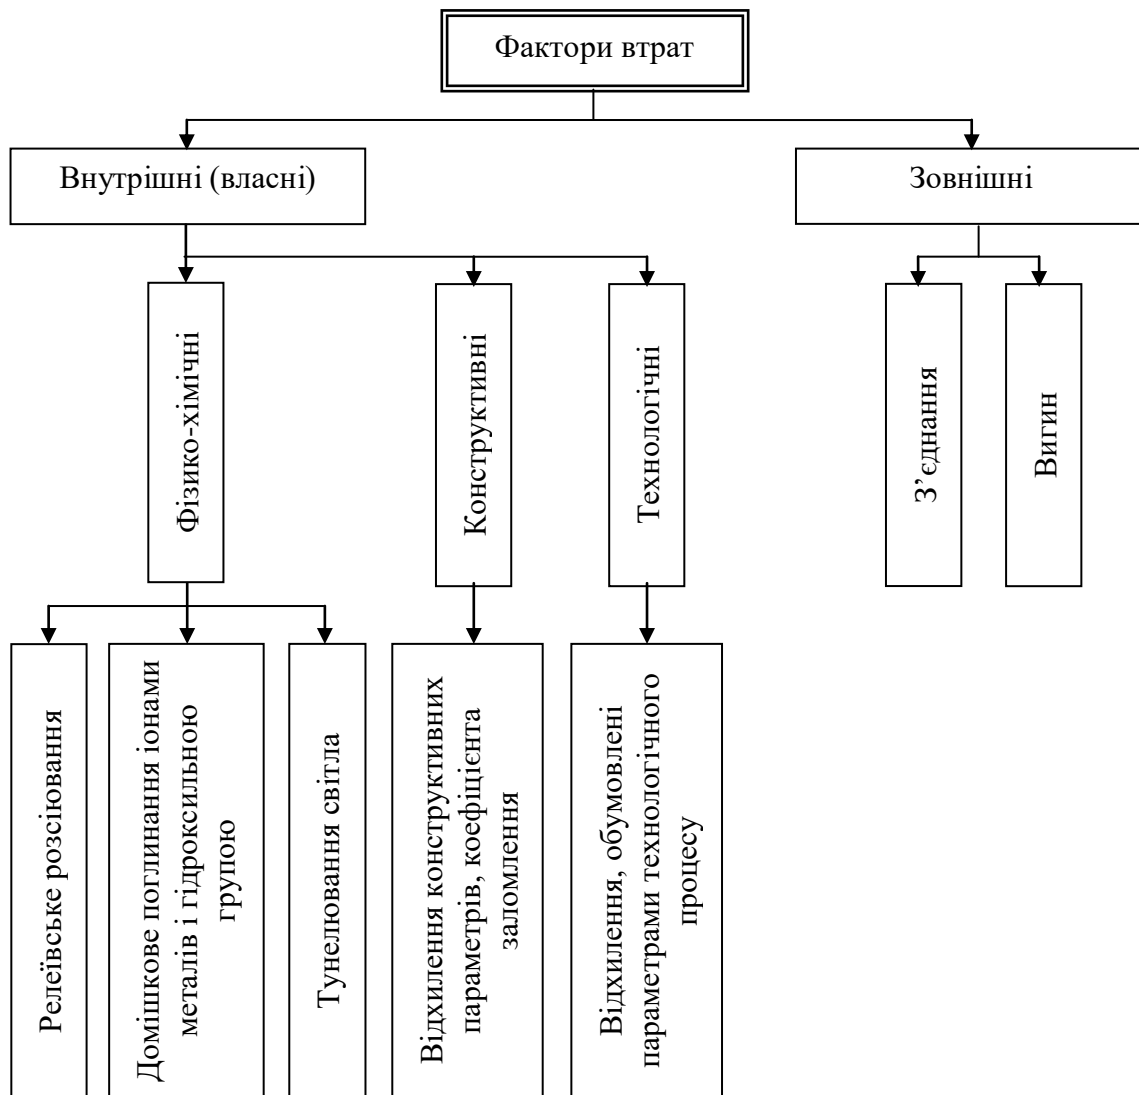 Фактори втрат
Внутрішні (власні)
Зовнішні
Фізико-хімічні
Конструктивні
Технологічні
З’єднання
Вигин
Релеївське розсіювання
Домішкове поглинання іонами
металів і гідроксильною
групою
Тунелювання світла
Відхилення конструктивних
параметрів, коефіцієнта
заломлення
Відхилення, обумовлені
параметрами технологічного
процесу